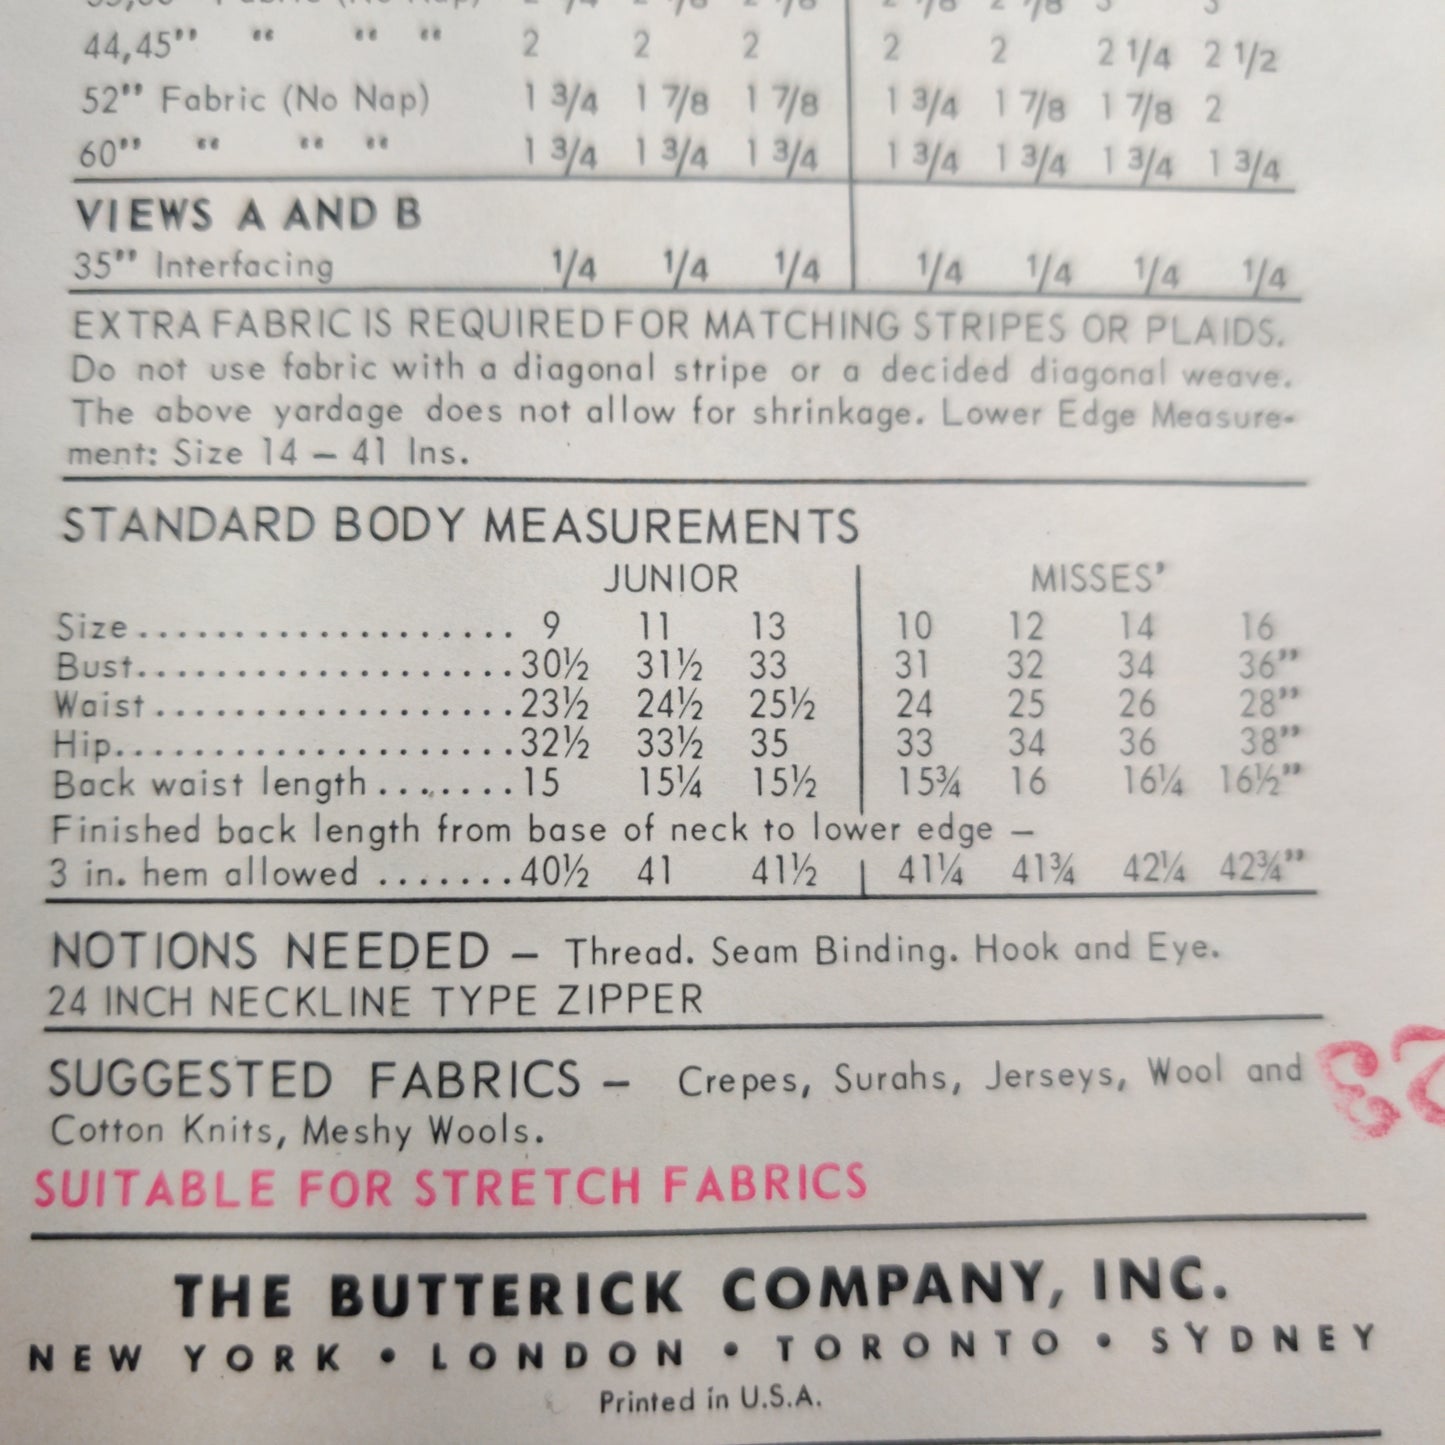 44,45" " " " 2 2 2 2 2 2 1/4 2 1/2
52" Fabric (No Nap) 1 3/4 1 7/8 1 7/8 1 3/4 1 7/8 1 7/8 2
60" " " " 1 3/4 1 3/4 1 3/4 1 3/4 1 3/4 1 3/4 1 3/4
VIEWS A AND B
35" Interfacing 1/4 1/4 1/4 1/4 1/4 1/4 1/4
EXTRA FABRIC IS REQUIRED FOR MATCHING STRIPES OR PLAIDS.
Do not use fabric with a diagonal stripe or a decided diagonal weave.
The above yardage does not allow for shrinkage. Lower Edge Measure-
ment: Size 14 — 41 Ins.
STANDARD BODY MEASUREMENTS
JUNIOR MISSES'
Size.................... 9 11 13 10 12 14 16
Bust....................30½ 31½ 33 31 32 34 36"
Waist...................23½ 24½ 25½ 24 25 26 28"
Hip.....................32½ 33½ 35 33 34 36 38"
Back waist length ........15 15¼ 15½ 15¾ 16 16¼ 16½"
Finished back length from base of neck to lower edge —
3 in. hem allowed .......40½ 41 41½ 41¼ 41¾ 42¼ 42¾"
NOTIONS NEEDED — Thread. Seam Binding. Hook and Eye.
24 INCH NECKLINE TYPE ZIPPER
SUGGESTED FABRICS — Crepes, Surahs, Jerseys, Wool and
Cotton Knits, Meshy Wools.
SUITABLE FOR STRETCH FABRICS
THE BUTTERICK COMPANY, INC.
NEW YORK • LONDON • TORONTO • SYDNEY
Printed in U.S.A.